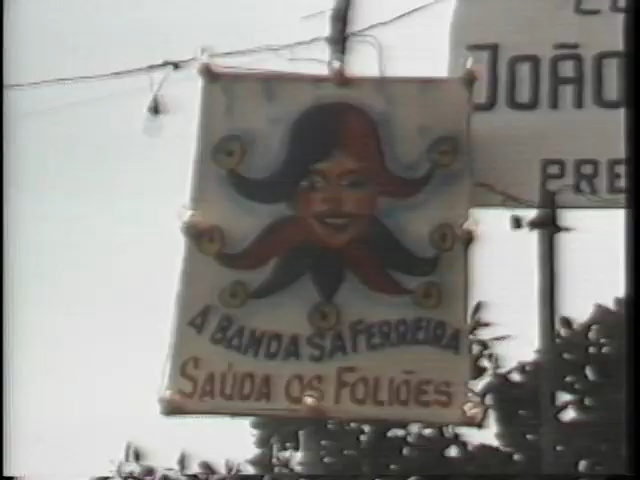 JOÃO
PRE
A BANDA SÁ FERREIRA
SAÚDA OS FOLIÕES